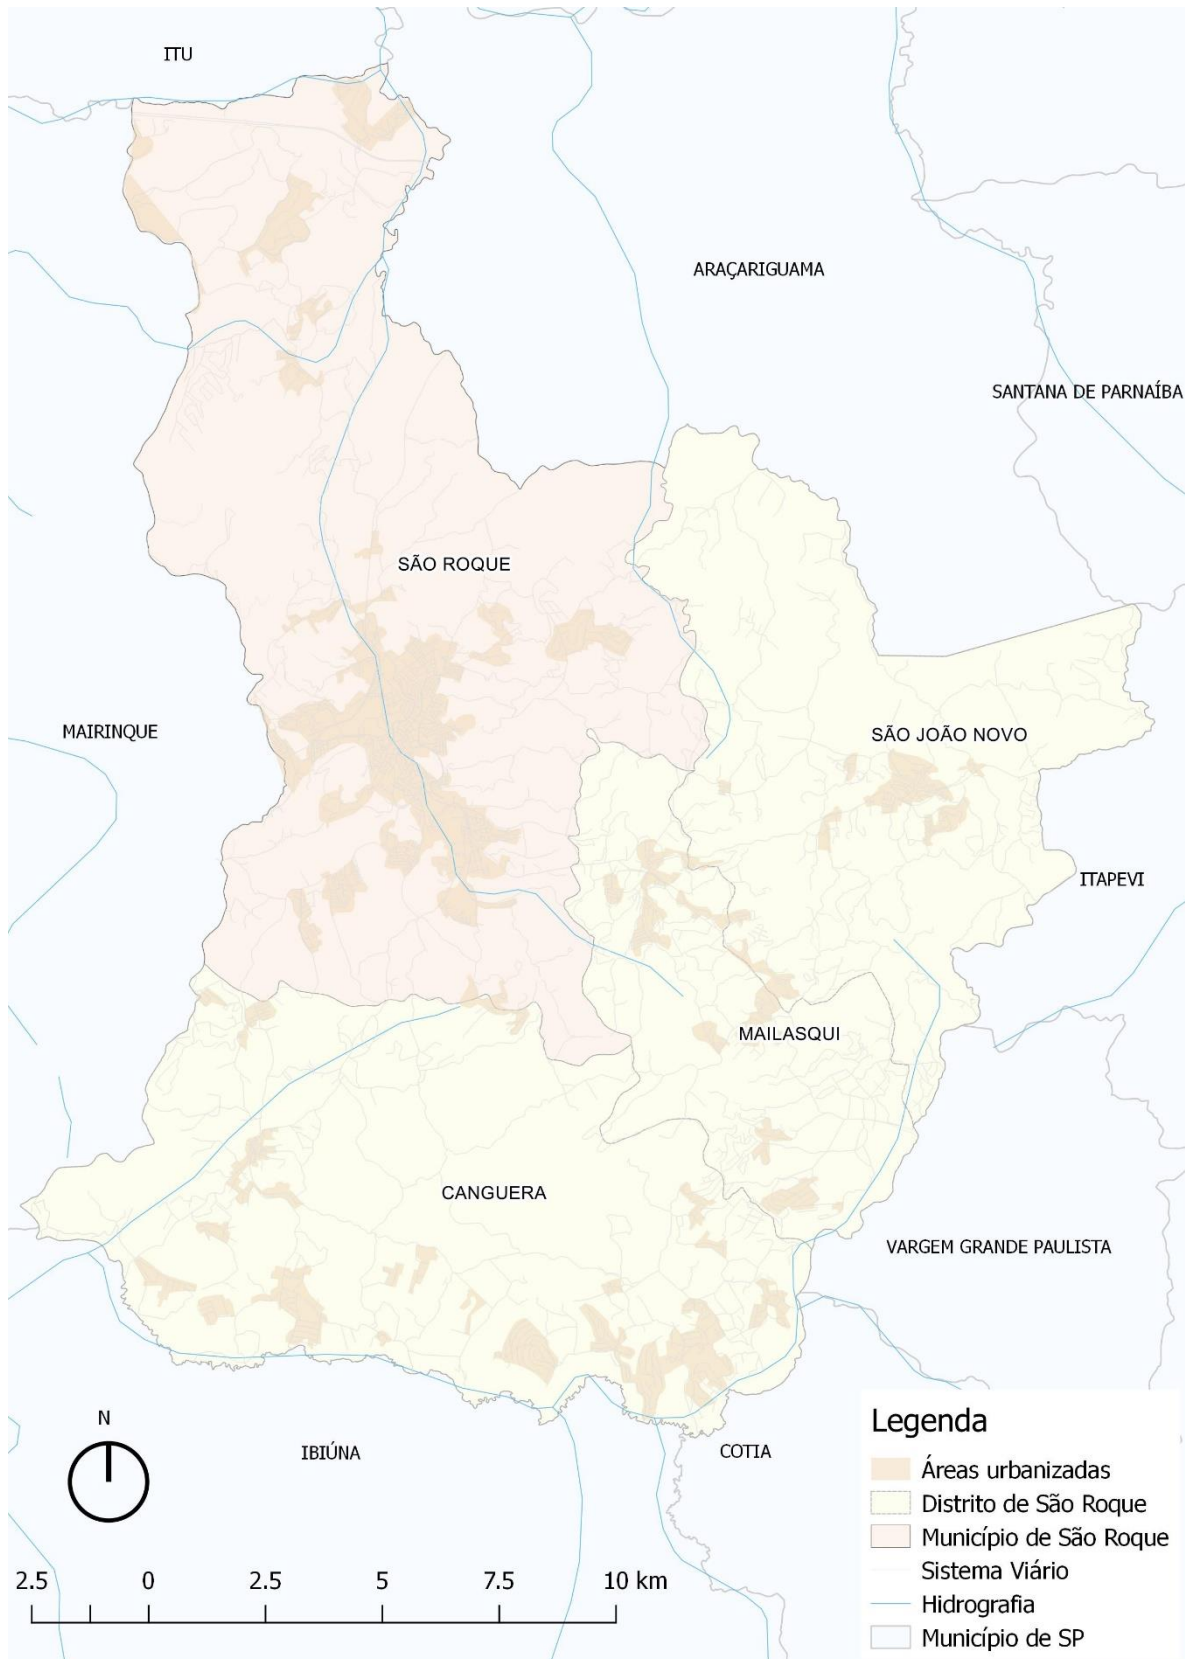 ITU
ARAÇARIGUAMA
SANTANA DE PARNAÍBA
SÃO ROQUE
MAIRINQUE
SÃO JOÃO NOVO
ITAPEVI
MAILASQUI
CANGUERA
VARGEM GRANDE PAULISTA
N
IBIÚNA
COTIA
Legenda
Áreas urbanizadas
Distrito de São Roque
Município de São Roque
Sistema Viário
Hidrografia
Município de SP
2.5 0 2.5 5 7.5 10 km